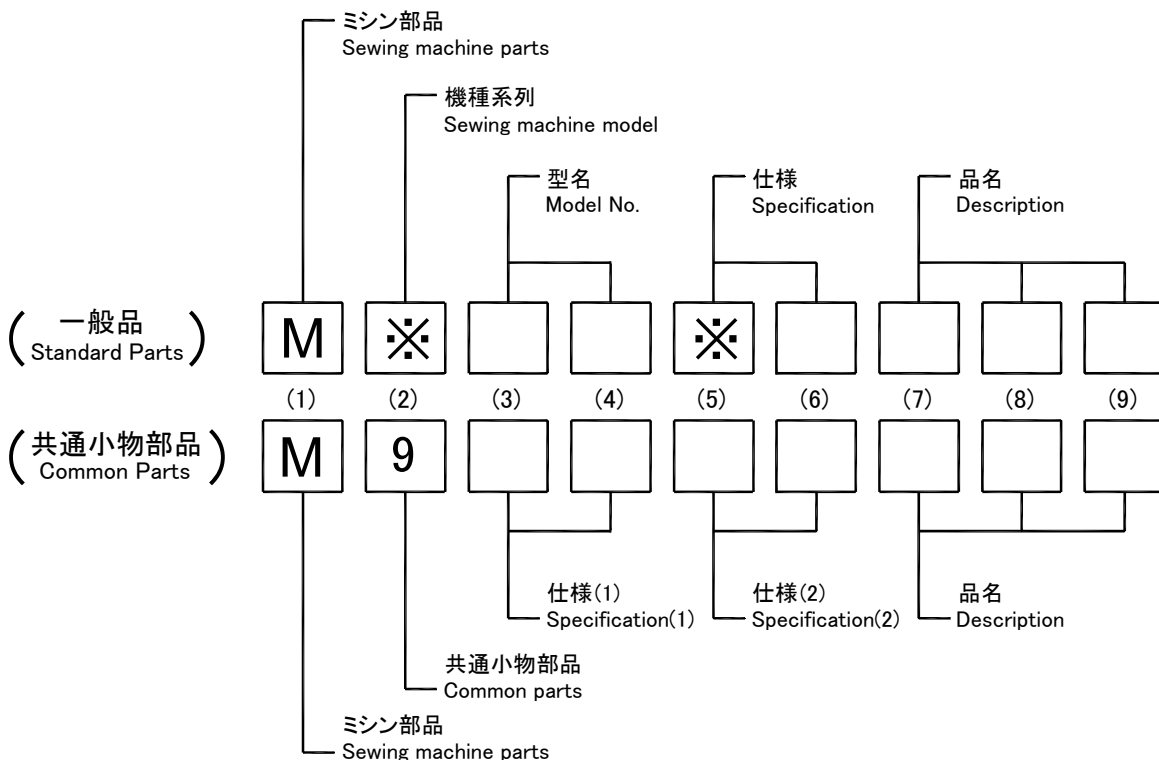 ミシン部品
Sewing machine parts
機種系列
Sewing machine model
型名
Model No.
仕様
Specification
品名
Description
一般品
Standard Parts
M ※ ※
(1) (2) (3) (4) (5) (6) (7) (8) (9)
共通小物部品
Common Parts
M 9
仕様(1)
Specification(1)
仕様(2)
Specification(2)
品名
Description
共通小物部品
Common parts
ミシン部品
Sewing machine parts